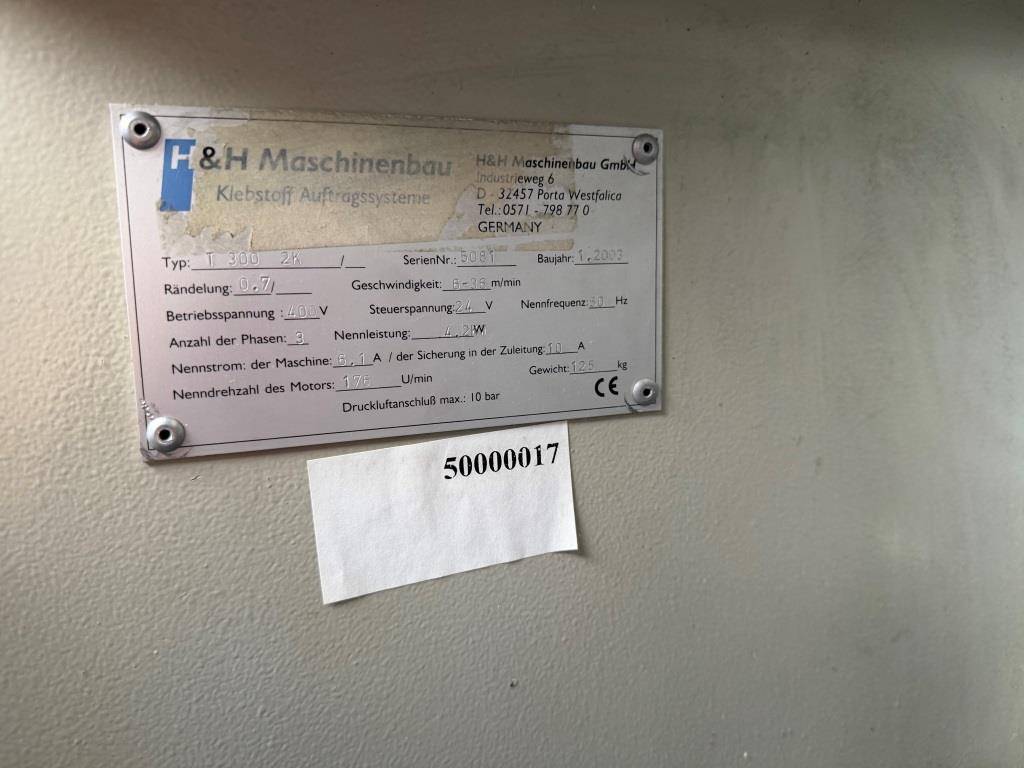 H&H Maschinenbau
Klebstoff Auftragssysteme
H&H Maschinenbau GmbH
Industrieweg 6
D - 32457 Porta Westfalica
Tel.: 0571 - 798 77 0
GERMANY
Typ: T 300 2K / SerienNr.: 5081 Baujahr: 1.2003
Rändelung: 0.7/ Geschwindigkeit: m/min
Betriebsspannung : 400 V Steuerspannung: 24 V Nennfrequenz: Hz
Anzahl der Phasen: 3 Nennleistung:
Nennstrom: der Maschine: 6.1 A / der Sicherung in der Zuleitung: 10 A
Nenndrehzahl des Motors: U/min Gewicht: 125 kg
Druckluftanschluß max.: 10 bar
CE
50000017